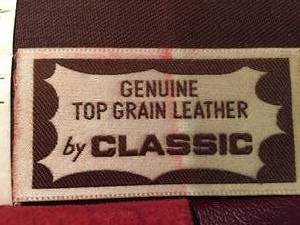 GENUINE
TOP GRAIN LEATHER
by CLASSIC